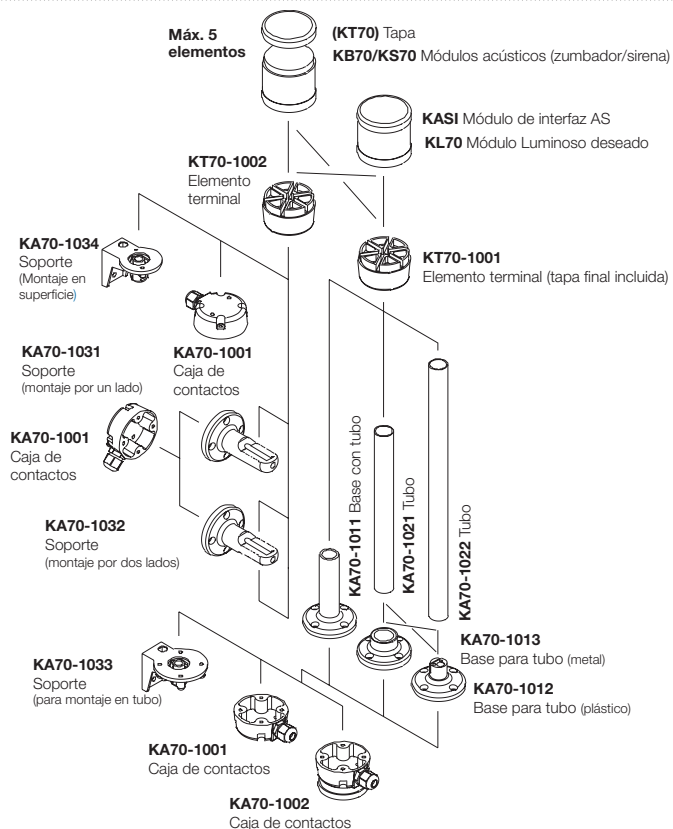 Máx. 5
elementos
(KT70) Tapa
KB70/KS70 Módulos acústicos (zumbador/sirena)
KASI Módulo de interfaz AS
KL70 Módulo Luminoso deseado
KT70-1002
Elemento
terminal
KT70-1001
Elemento terminal (tapa final incluida)
KA70-1034
Soporte
(Montaje en
superficie)
KA70-1031
Soporte
(montaje por un lado)
KA70-1001
Caja de
contactos
KA70-1001
Caja de
contactos
KA70-1032
Soporte
(montaje por dos lados)
KA70-1011 Base con tubo
KA70-1021 Tubo
KA70-1022 Tubo
KA70-1013
Base para tubo (metal)
KA70-1012
Base para tubo (plástico)
KA70-1033
Soporte
(para montaje en tubo)
KA70-1001
Caja de contactos
KA70-1002
Caja de contactos